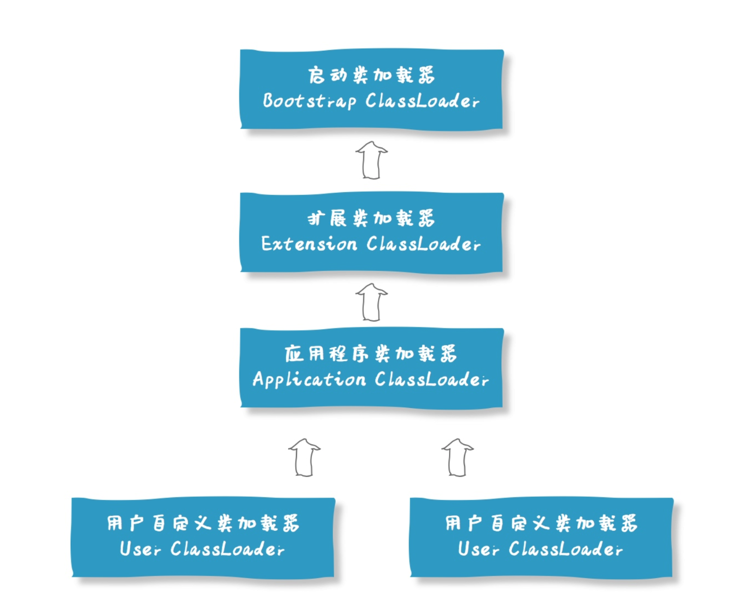 启动类加载器
Bootstrap ClassLoader
扩展类加载器
Extension ClassLoader
应用程序类加载器
Application ClassLoader
用户自定义类加载器
User ClassLoader
用户自定义类加载器
User ClassLoader